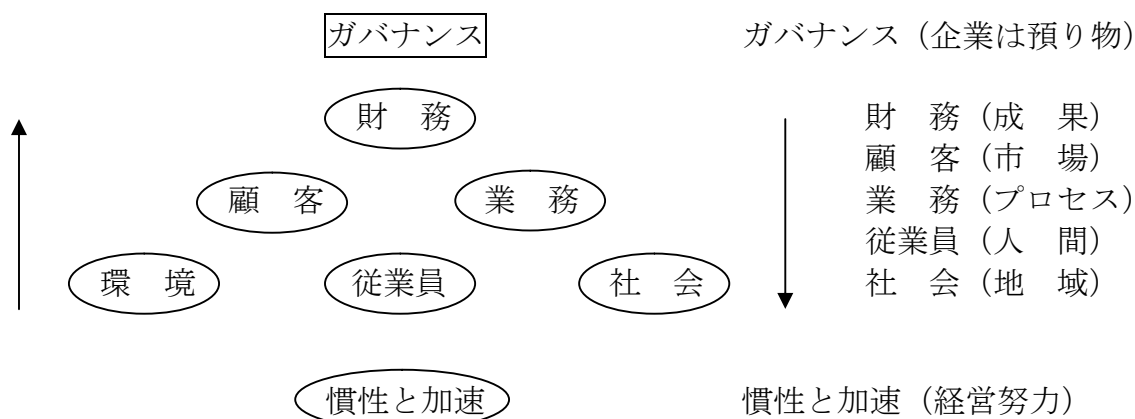 ガバナンス ガバナンス（企業は預り物）
財　務 財　務（成　果）
顧　客（市　場）
顧　客 業　務 業　務（プロセス）
従業員（人　間）
環　境 従業員 社　会 社　会（地　域）
慣性と加速 慣性と加速（経営努力）